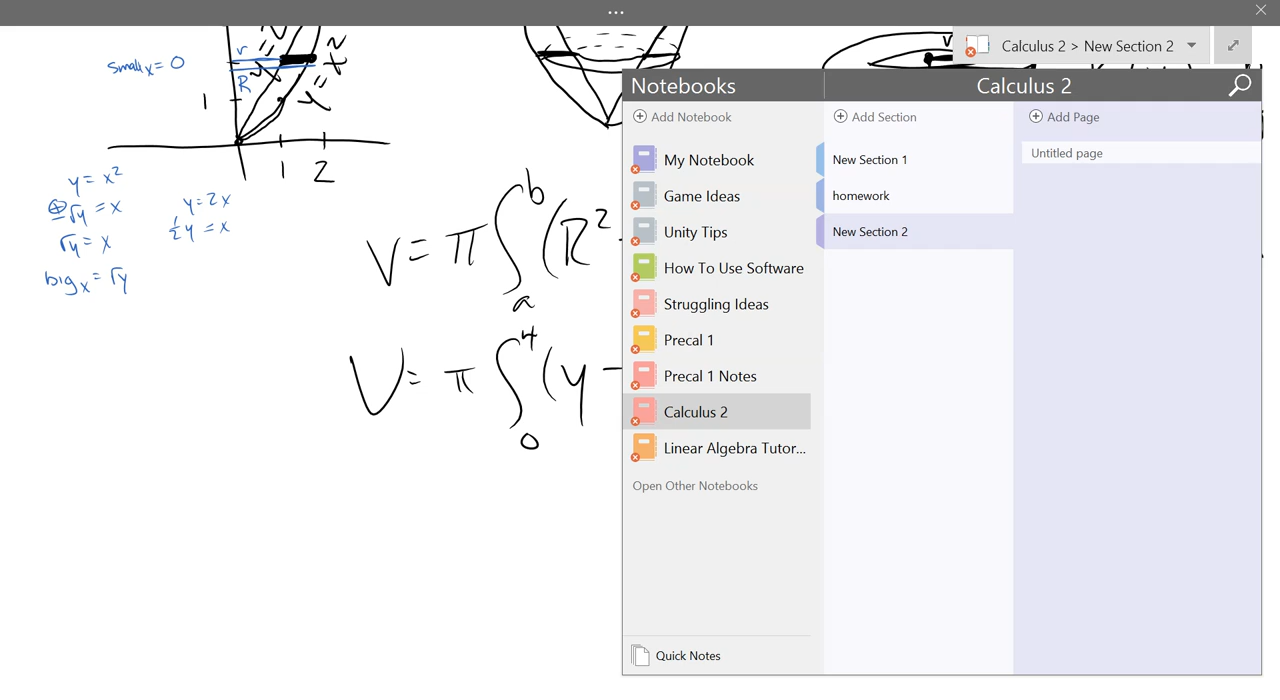 Calculus 2 > New Section 2
small x = 0
r
R
1
1
2
y = x²
± √y = x
√y = x
big x = √y
y = 2x
½ y = x
V = π ∫ₐᵇ (R² -
V = π ∫₀⁴ (y -
Notebooks
Calculus 2
Add Notebook
Add Section
Add Page
My Notebook
Game Ideas
Unity Tips
How To Use Software
Struggling Ideas
Precal 1
Precal 1 Notes
Calculus 2
Linear Algebra Tutor...
Open Other Notebooks
Quick Notes
New Section 1
homework
New Section 2
Untitled page